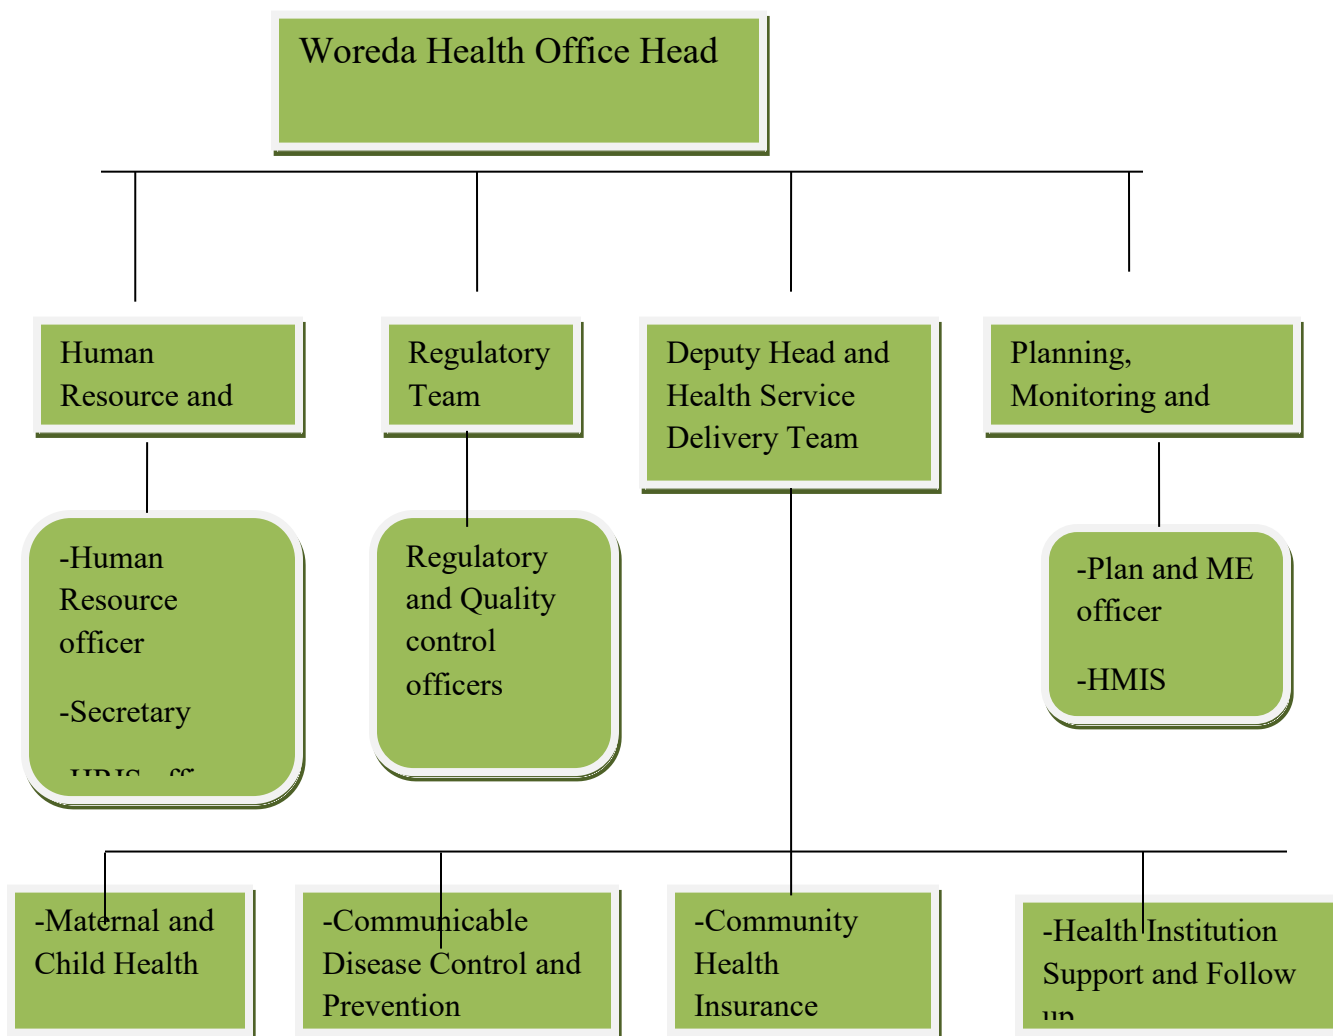 Woreda Health Office Head
Human
Resource and
Regulatory
Team
Deputy Head and
Health Service
Delivery Team
Planning,
Monitoring and
-Human
Resource
officer
-Secretary
Regulatory
and Quality
control
officers
-Plan and ME
officer
-HMIS
-Maternal and
Child Health
-Communicable
Disease Control and
Prevention
-Community
Health
Insurance
-Health Institution
Support and Follow
up